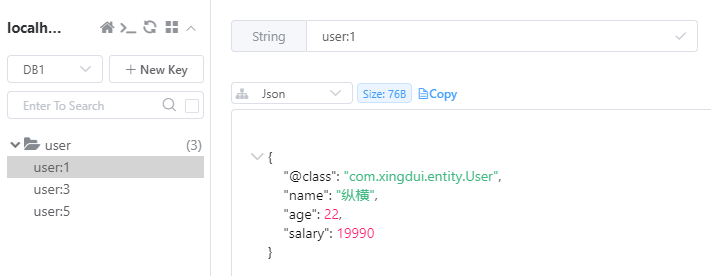 localh...
DB1
+ New Key
Enter To Search
user (3)
user:1
user:3
user:5
String user:1
Json Size: 76B Copy
{
"@class": "com.xingdui.entity.User",
"name": "纵横",
"age": 22,
"salary": 19990
}